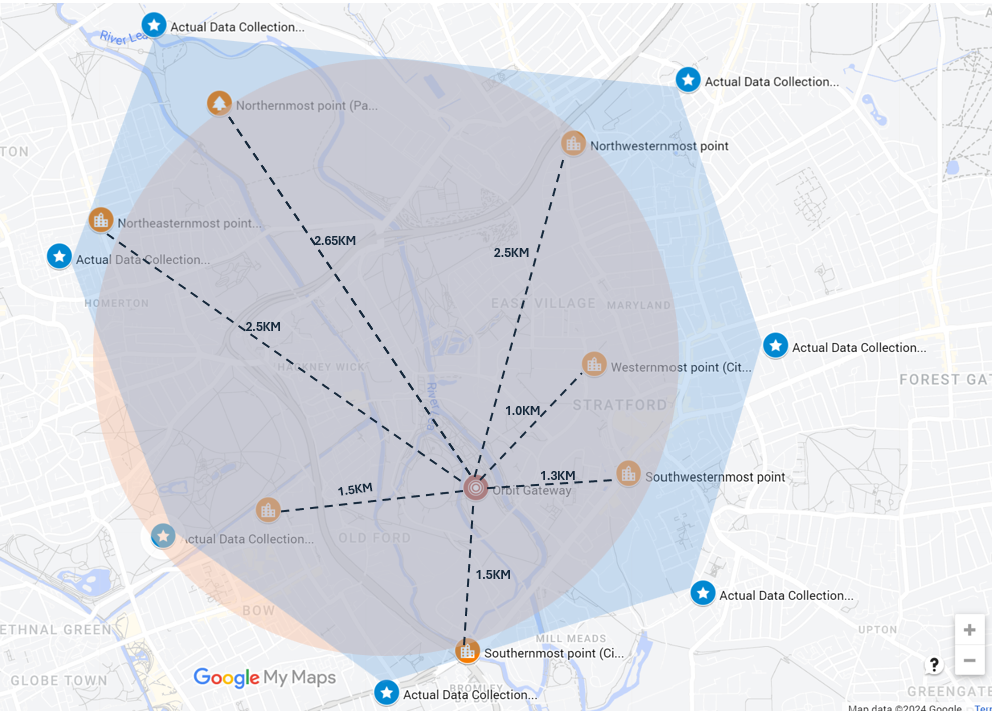 River Lea
Actual Data Collection...
Actual Data Collection...
Northernmost point (Pa...
Northwesternmost point
TON
Northeasternmost point...
2.65KM
2.5KM
Actual Data Collection...
HOMERTON
EAST VILLAGE
MARYLAND
2.5KM
Actual Data Collection...
HACKNEY WICK
Westernmost point (Cit...
FOREST GAT
River Lea
1.0KM
STRATFORD
1.3KM
Southwesternmost point
1.5KM
Orbit Gateway
ctual Data Collection...
OLD FORD
1.5KM
Actual Data Collection...
BOW
ETHNAL GREEN
UPTON
MILL MEADS
Southernmost point (Ci...
GLOBE TOWN
Google My Maps
Actual Data Collection...
GREENGATE
?
+
−
Map data ©2024 Google
Terr